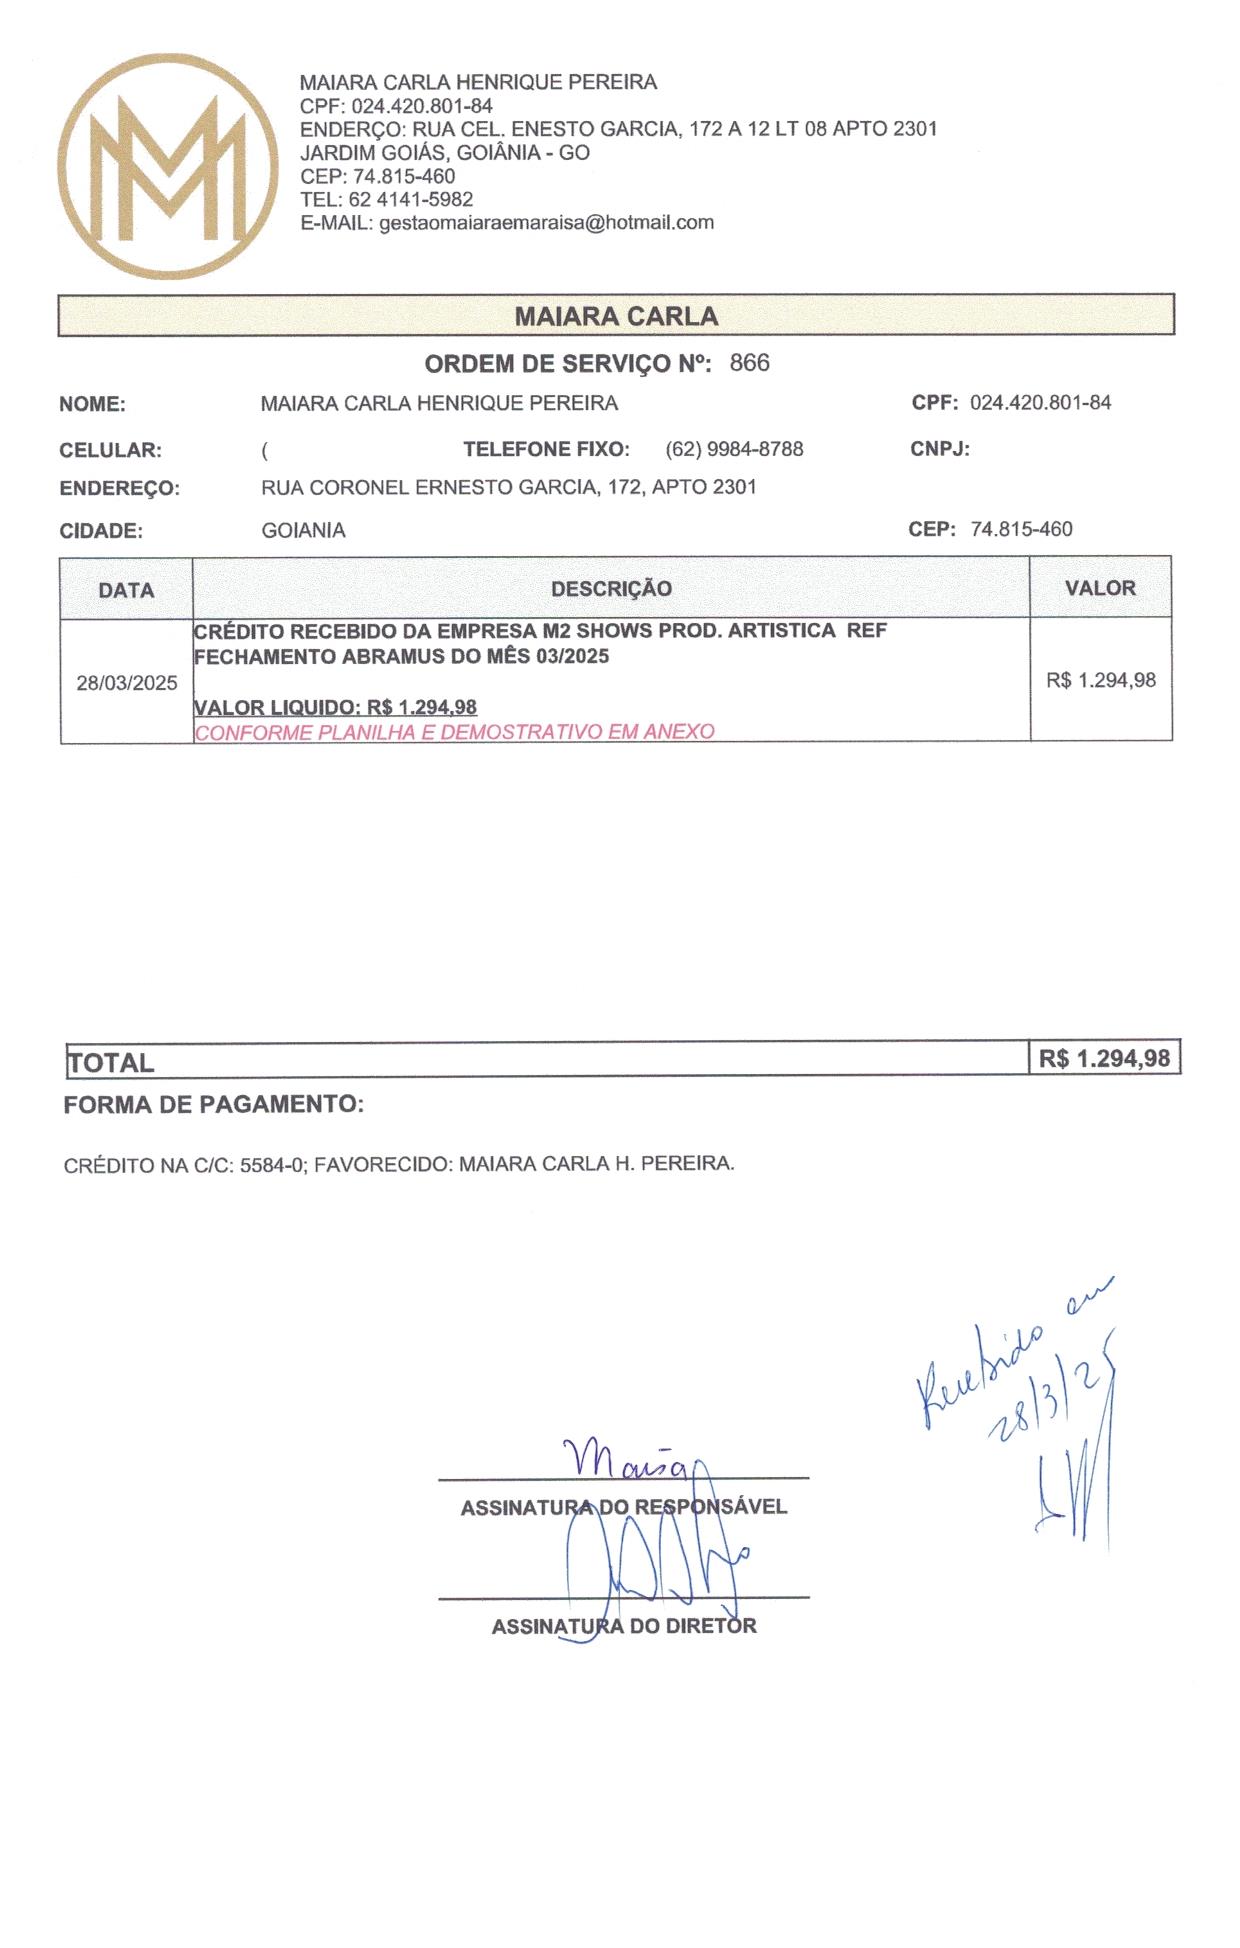 MAIARA CARLA HENRIQUE PEREIRA
CPF: 024.420.801-84
ENDERÇO: RUA CEL. ENESTO GARCIA, 172 A 12 LT 08 APTO 2301
JARDIM GOIÁS, GOIÂNIA - GO
CEP: 74.815-460
TEL: 62 4141-5982
E-MAIL: gestaomaiaraemaraisa@hotmail.com
MAIARA CARLA
ORDEM DE SERVIÇO Nº: 866
NOME: MAIARA CARLA HENRIQUE PEREIRA CPF: 024.420.801-84
CELULAR: ( TELEFONE FIXO: (62) 9984-8788 CNPJ:
ENDEREÇO: RUA CORONEL ERNESTO GARCIA, 172, APTO 2301
CIDADE: GOIANIA CEP: 74.815-460
DATA DESCRIÇÃO VALOR
CRÉDITO RECEBIDO DA EMPRESA M2 SHOWS PROD. ARTISTICA REF
FECHAMENTO ABRAMUS DO MÊS 03/2025
28/03/2025 R$ 1.294,98
VALOR LIQUIDO: R$ 1.294,98
CONFORME PLANILHA E DEMOSTRATIVO EM ANEXO
TOTAL R$ 1.294,98
FORMA DE PAGAMENTO:
CRÉDITO NA C/C: 5584-0; FAVORECIDO: MAIARA CARLA H. PEREIRA.
Recebido em
28/3/25
ASSINATURA DO RESPONSÁVEL
ASSINATURA DO DIRETOR